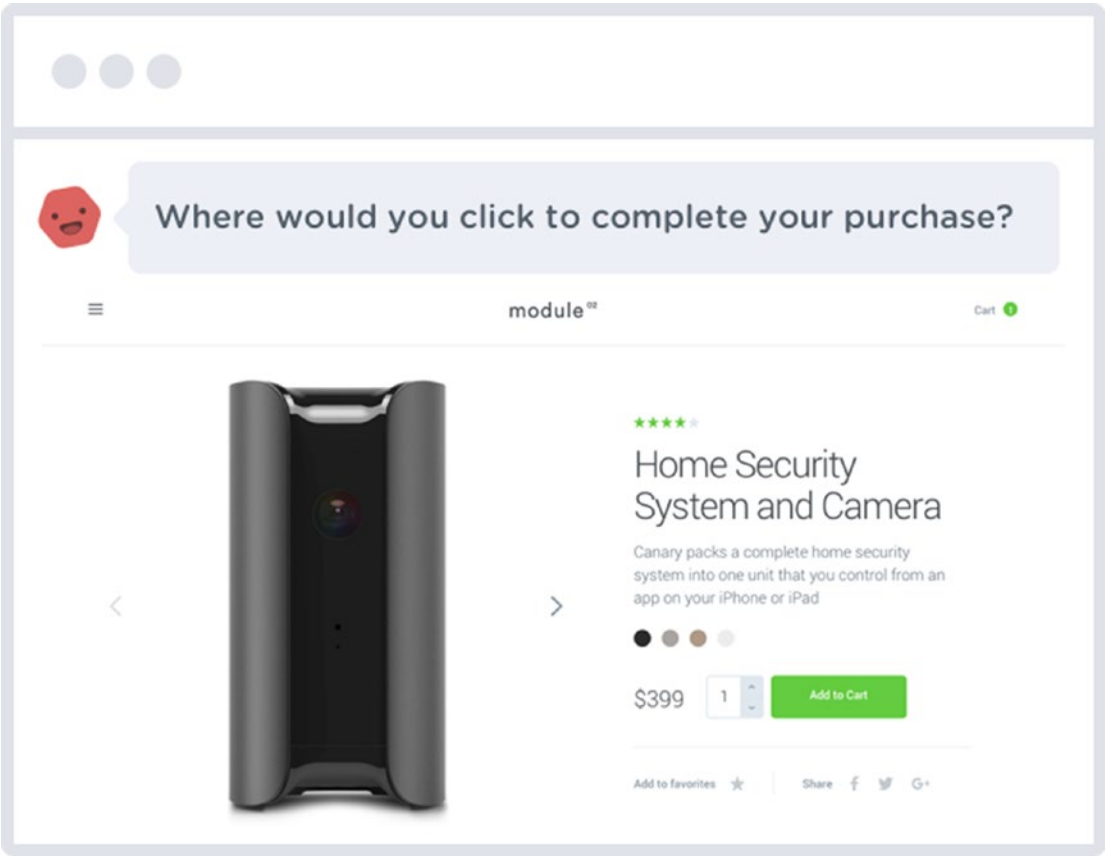 Where would you click to complete your purchase?
module 02
Cart 1
Home Security
System and Camera
Canary packs a complete home security
system into one unit that you control from an
app on your iPhone or iPad
$399 1 Add to Cart
Add to favorites Share f G+